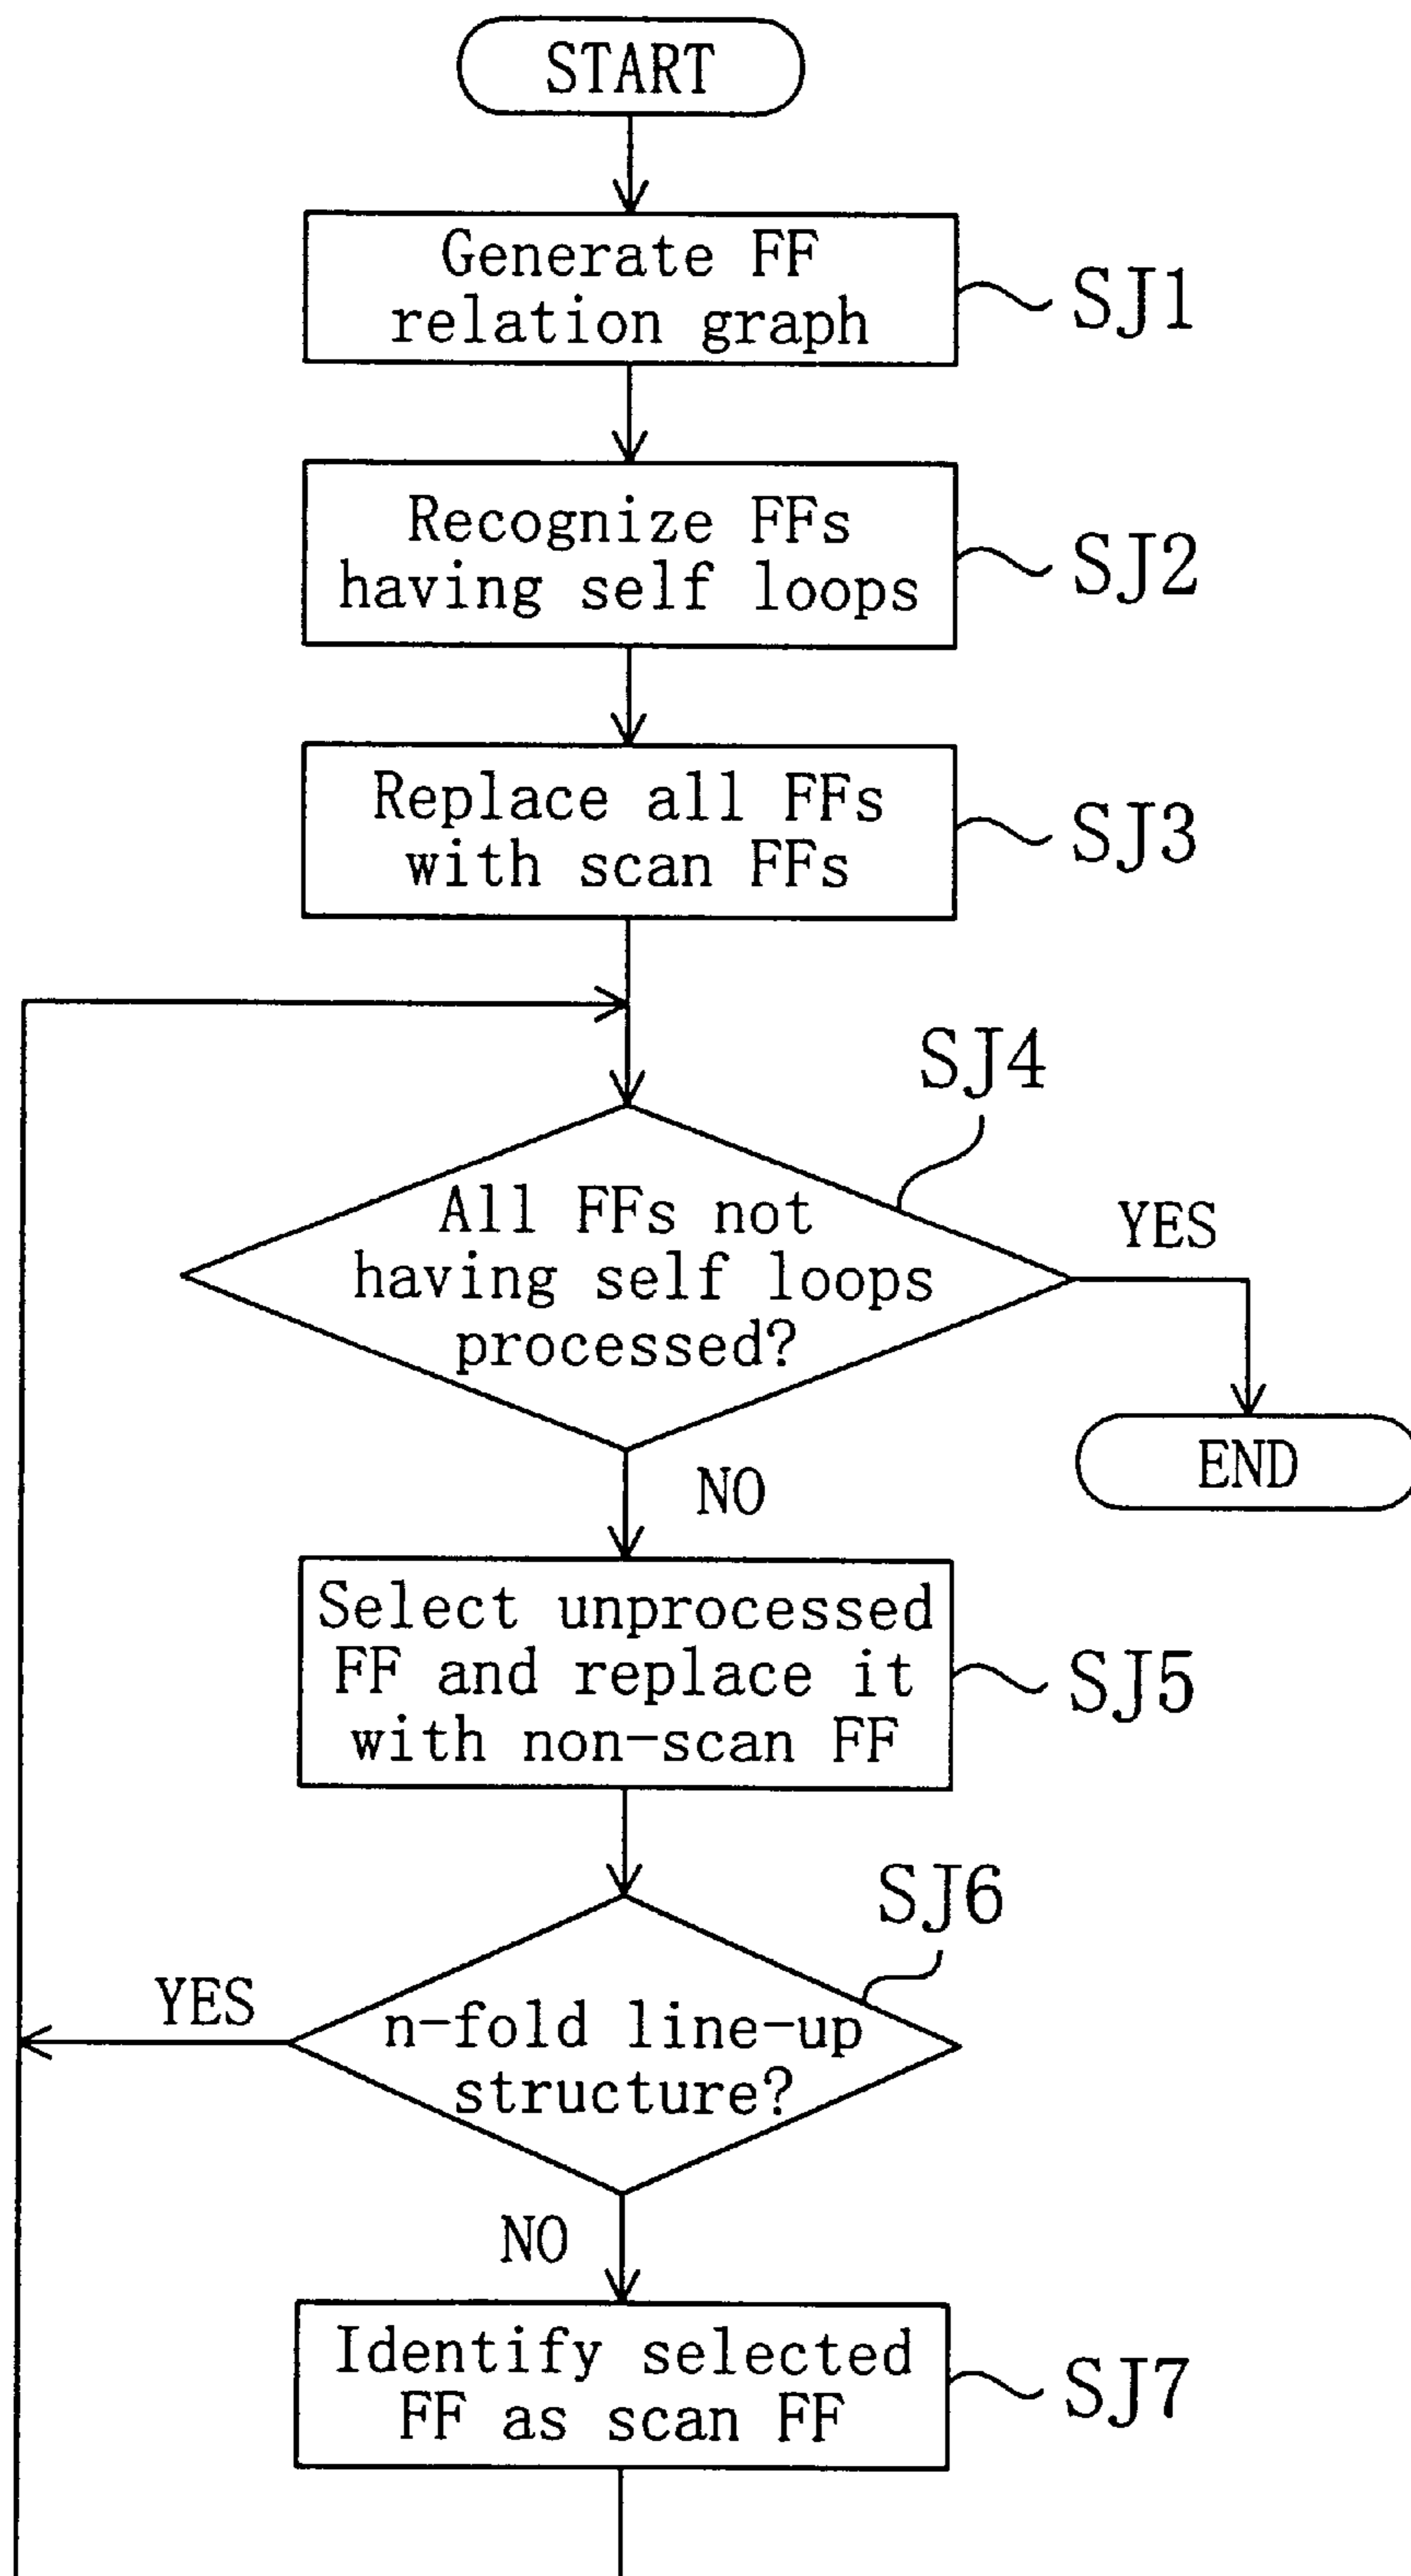 START
Generate FF
relation graph
SJ1
Recognize FFs
having self loops
SJ2
Replace all FFs
with scan FFs
SJ3
SJ4
All FFs not
having self loops
processed?
YES
END
NO
Select unprocessed
FF and replace it
with non-scan FF
SJ5
SJ6
YES
n-fold line-up
structure?
NO
Identify selected
FF as scan FF
SJ7